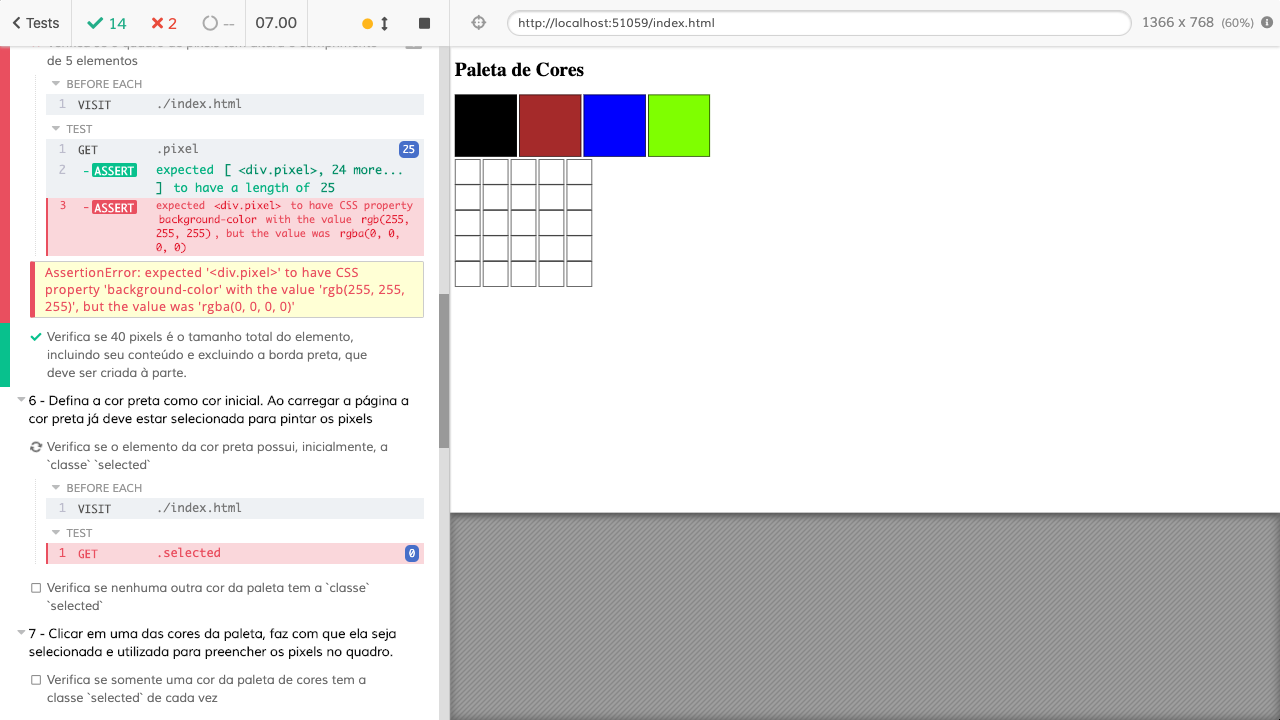 Tests
14
2
--
07.00
http://localhost:51059/index.html
1366 x 768 (60%)
de 5 elementos
BEFORE EACH
1 VISIT ./index.html
TEST
1 GET .pixel 25
2 -ASSERT expected [ <div.pixel>, 24 more...
] to have a length of 25
3 -ASSERT expected <div.pixel> to have CSS property
background-color with the value rgb(255,
255, 255), but the value was rgba(0, 0,
0, 0)
AssertionError: expected '<div.pixel>' to have CSS
property 'background-color' with the value 'rgb(255, 255,
255)', but the value was 'rgba(0, 0, 0, 0)'
Verifica se 40 pixels é o tamanho total do elemento,
incluindo seu conteúdo e excluindo a borda preta, que
deve ser criada à parte.
6 - Defina a cor preta como cor inicial. Ao carregar a página a
cor preta já deve estar selecionada para pintar os pixels
Verifica se o elemento da cor preta possui, inicialmente, a
`classe` `selected`
BEFORE EACH
1 VISIT ./index.html
TEST
1 GET .selected 0
Verifica se nenhuma outra cor da paleta tem a `classe`
`selected`
7 - Clicar em uma das cores da paleta, faz com que ela seja
selecionada e utilizada para preencher os pixels no quadro.
Verifica se somente uma cor da paleta de cores tem a
classe `selected` de cada vez
Paleta de Cores